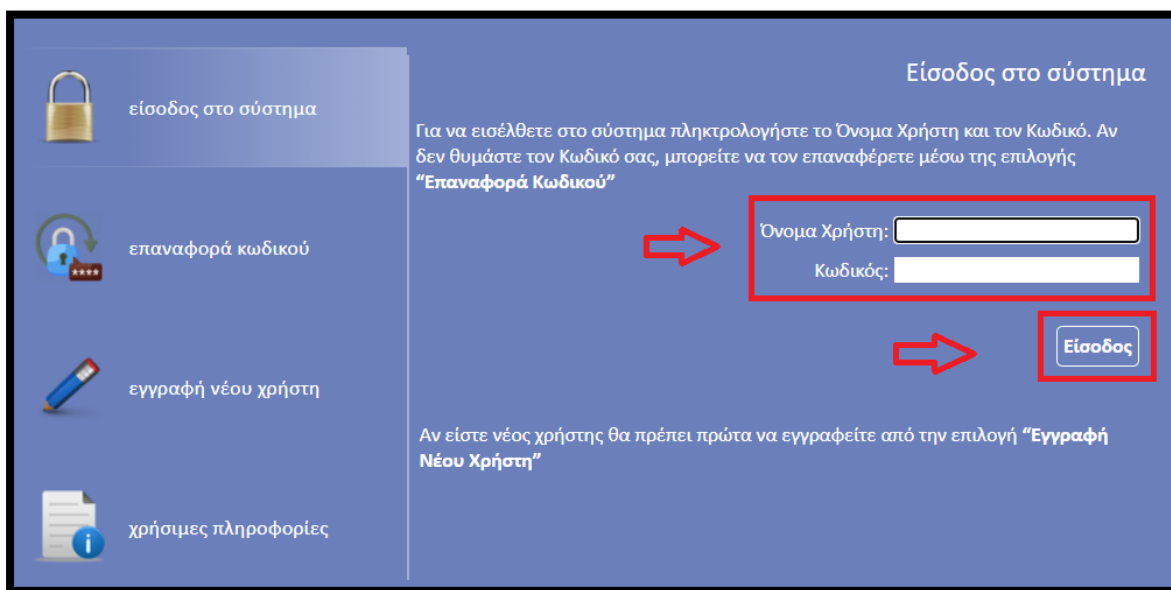 είσοδος στο σύστημα
επαναφορά κωδικού
****
εγγραφή νέου χρήστη
χρήσιμες πληροφορίες
Είσοδος στο σύστημα
Για να εισέλθετε στο σύστημα πληκτρολογήστε το Όνομα Χρήστη και τον Κωδικό. Αν
δεν θυμάστε τον Κωδικό σας, μπορείτε να τον επαναφέρετε μέσω της επιλογής
“Επαναφορά Κωδικού”
Όνομα Χρήστη:
Κωδικός:
Είσοδος
Αν είστε νέος χρήστης θα πρέπει πρώτα να εγγραφείτε από την επιλογή “Εγγραφή
Νέου Χρήστη”